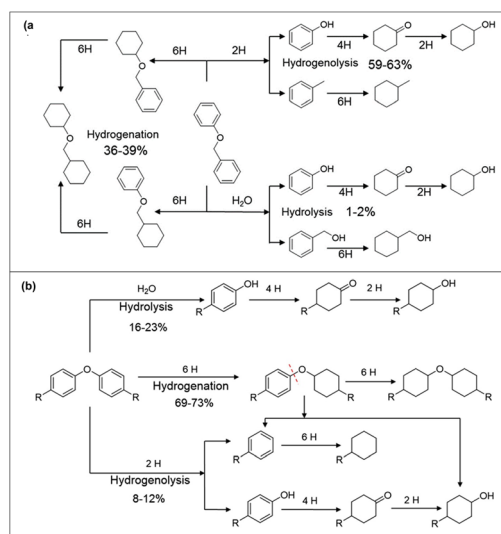 (a
6H
6H
2H
OH
4H
O
2H
OH
Hydrogenolysis
59-63%
O
6H
O
Hydrogenation
36-39%
O
O
6H
6H
H₂O
OH
4H
O
2H
OH
Hydrolysis
1-2%
OH
6H
OH
(b)
H₂O
Hydrolysis
16-23%
OH
R
4 H
O
R
2 H
OH
R
O
R
R
6 H
Hydrogenation
69-73%
O
R
R
6 H
O
R
R
2 H
Hydrogenolysis
8-12%
R
6 H
R
OH
R
4 H
O
R
2 H
OH
R